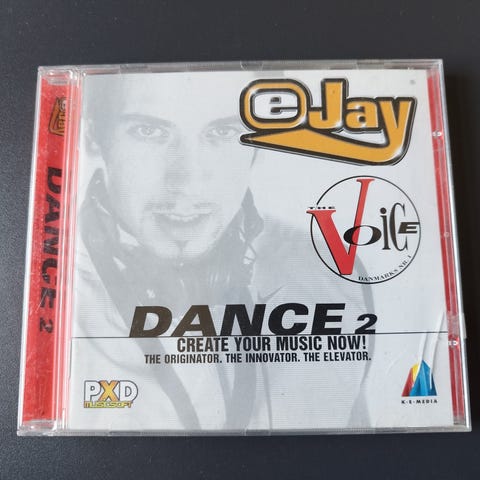 eJay
THE
VOiCE
DANMARKS NR. 1
DANCE 2
CREATE YOUR MUSIC NOW!
THE ORIGINATOR. THE INNOVATOR. THE ELEVATOR.
PXD
MUSICSOFT
K-E-MEDIA
DANCE 2